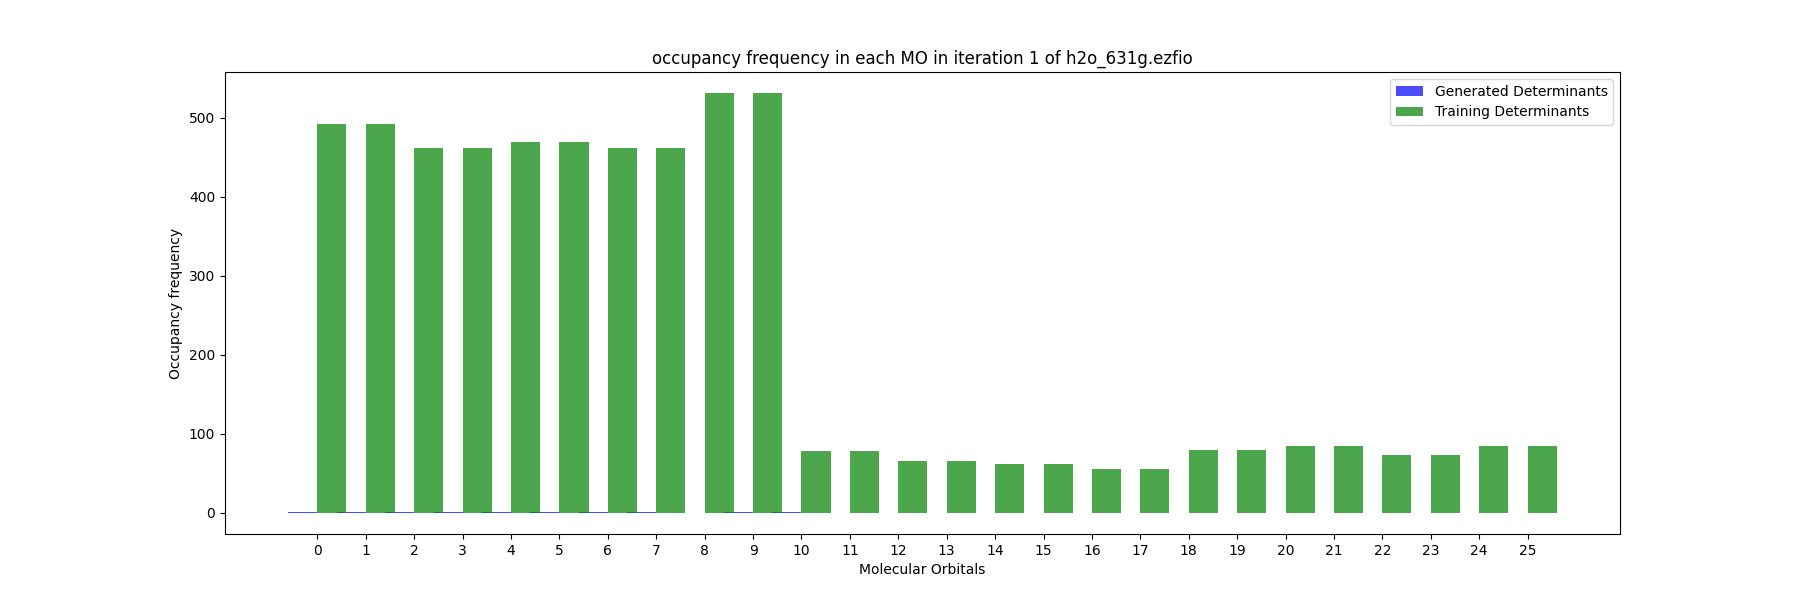 occupancy frequency in each MO in iteration 1 of h2o_631g.ezfio
Generated Determinants
Training Determinants
Occupancy frequency
500
400
300
200
100
0
0 1 2 3 4 5 6 7 8 9 10 11 12 13 14 15 16 17 18 19 20 21 22 23 24 25
Molecular Orbitals